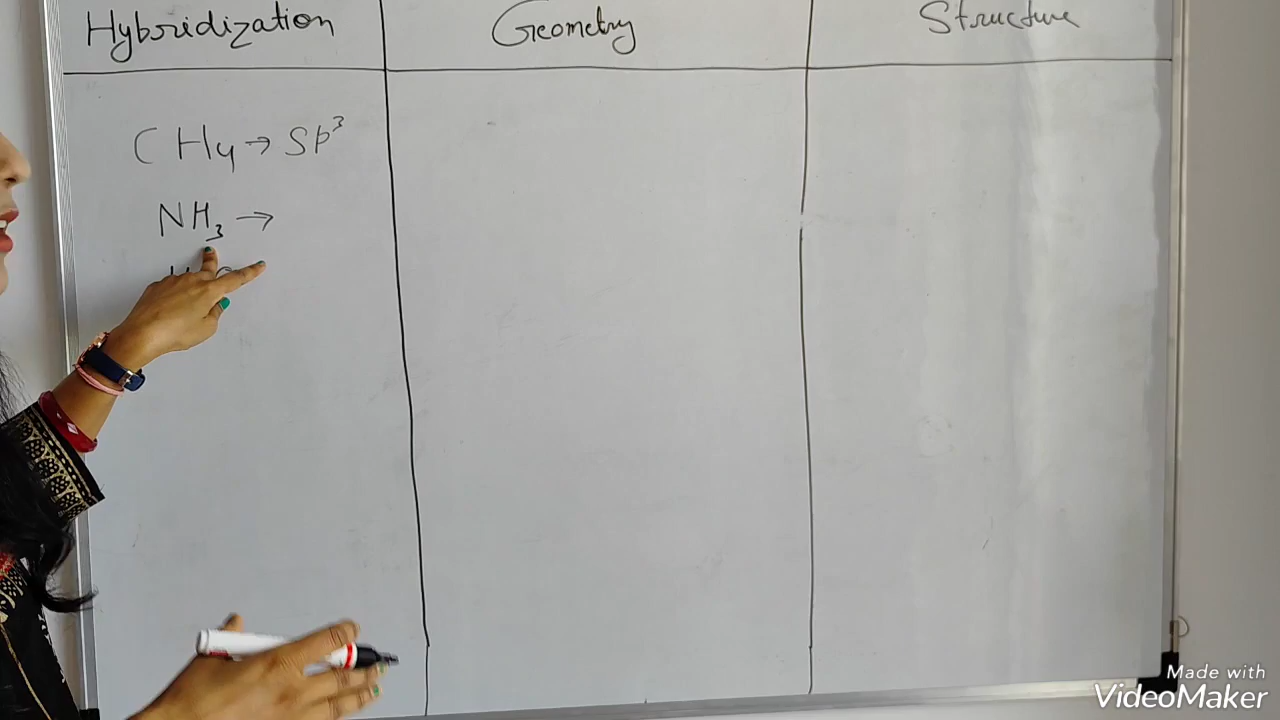 Hybridization Geometry Structure
CH4 → Sp³
NH3 →
Made with
VideoMaker